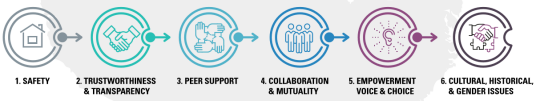 1. SAFETY
2. TRUSTWORTHINESS
& TRANSPARENCY
3. PEER SUPPORT
4. COLLABORATION
& MUTUALITY
5. EMPOWERMENT
VOICE & CHOICE
6. CULTURAL, HISTORICAL,
& GENDER ISSUES